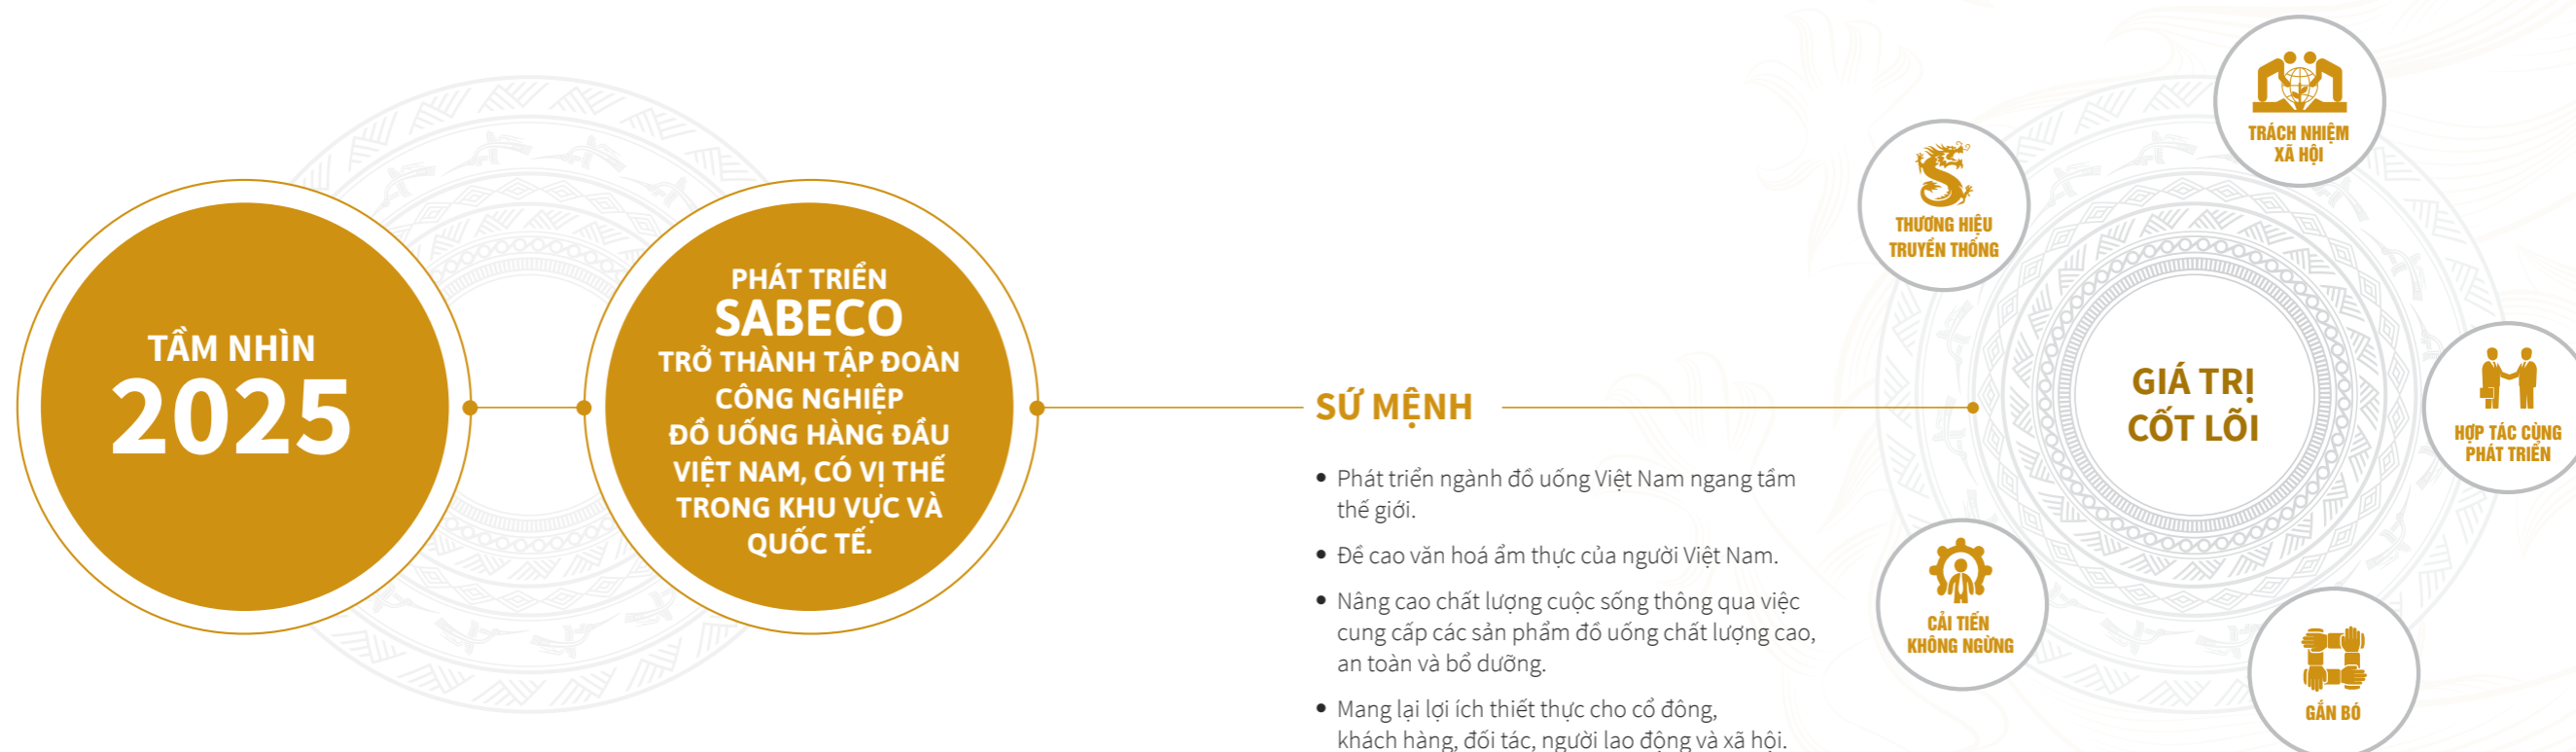 TẦM NHÌN
2025
PHÁT TRIỂN
SABECO
TRỞ THÀNH TẬP ĐOÀN
CÔNG NGHIỆP
ĐỒ UỐNG HÀNG ĐẦU
VIỆT NAM, CÓ VỊ THẾ
TRONG KHU VỰC VÀ
QUỐC TẾ.
SỨ MỆNH
• Phát triển ngành đồ uống Việt Nam ngang tầm
thế giới.
• Đề cao văn hoá ẩm thực của người Việt Nam.
• Nâng cao chất lượng cuộc sống thông qua việc
cung cấp các sản phẩm đồ uống chất lượng cao,
an toàn và bổ dưỡng.
• Mang lại lợi ích thiết thực cho cổ đông,
khách hàng, đối tác, người lao động và xã hội.
GIÁ TRỊ
CỐT LÕI
THƯƠNG HIỆU
TRUYỀN THỐNG
TRÁCH NHIỆM
XÃ HỘI
HỢP TÁC CÙNG
PHÁT TRIỂN
GẮN BÓ
CẢI TIẾN
KHÔNG NGỪNG